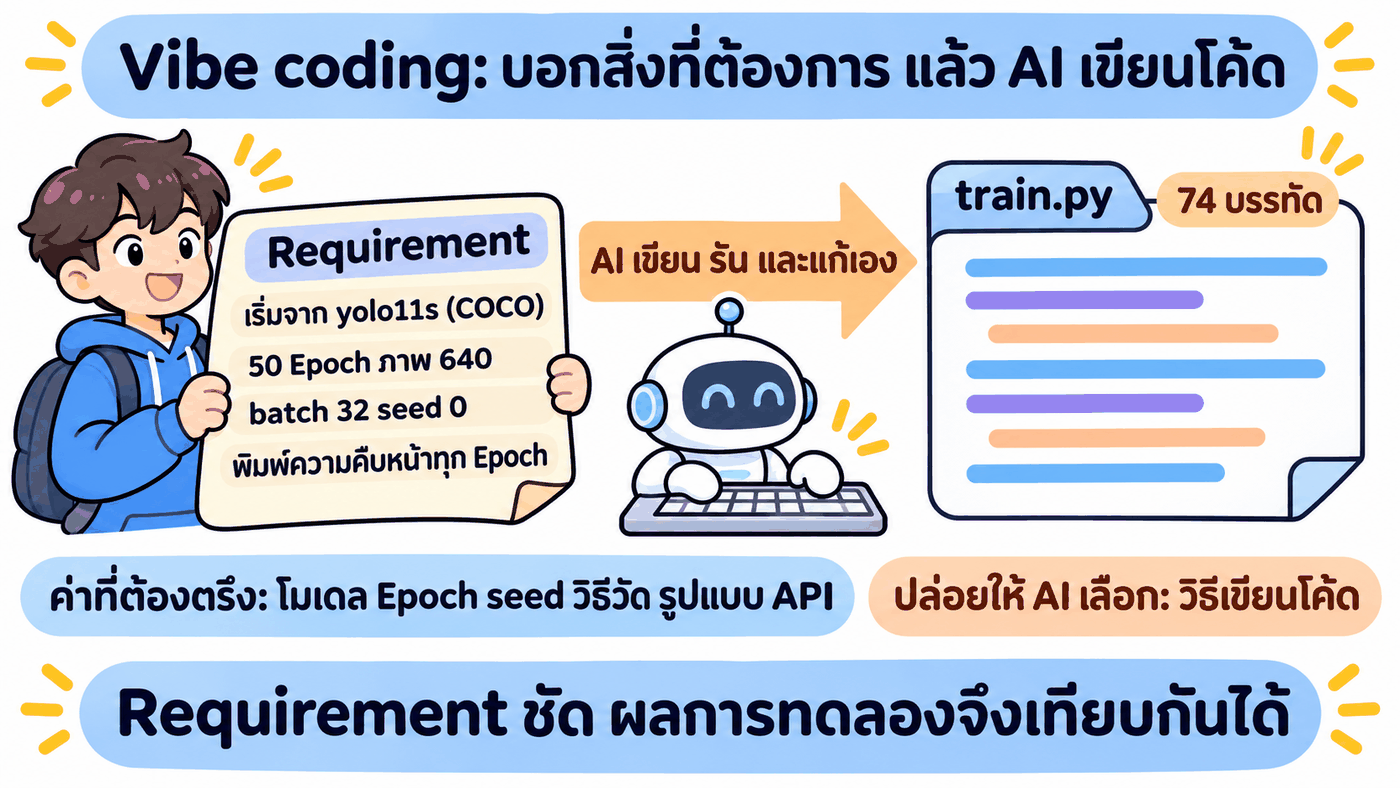 Vibe coding: บอกสิ่งที่ต้องการ แล้ว AI เขียนโค้ด
Requirement
เริ่มจาก yolo11s (COCO)
50 Epoch ภาพ 640
batch 32 seed 0
พิมพ์ความคืบหน้าทุก Epoch
AI เขียน รัน และแก้เอง
train.py
74 บรรทัด
ค่าที่ต้องตรึง: โมเดล Epoch seed วิธีวัด รูปแบบ API
ปล่อยให้ AI เลือก: วิธีเขียนโค้ด
Requirement ชัด ผลการทดลองจึงเทียบกันได้